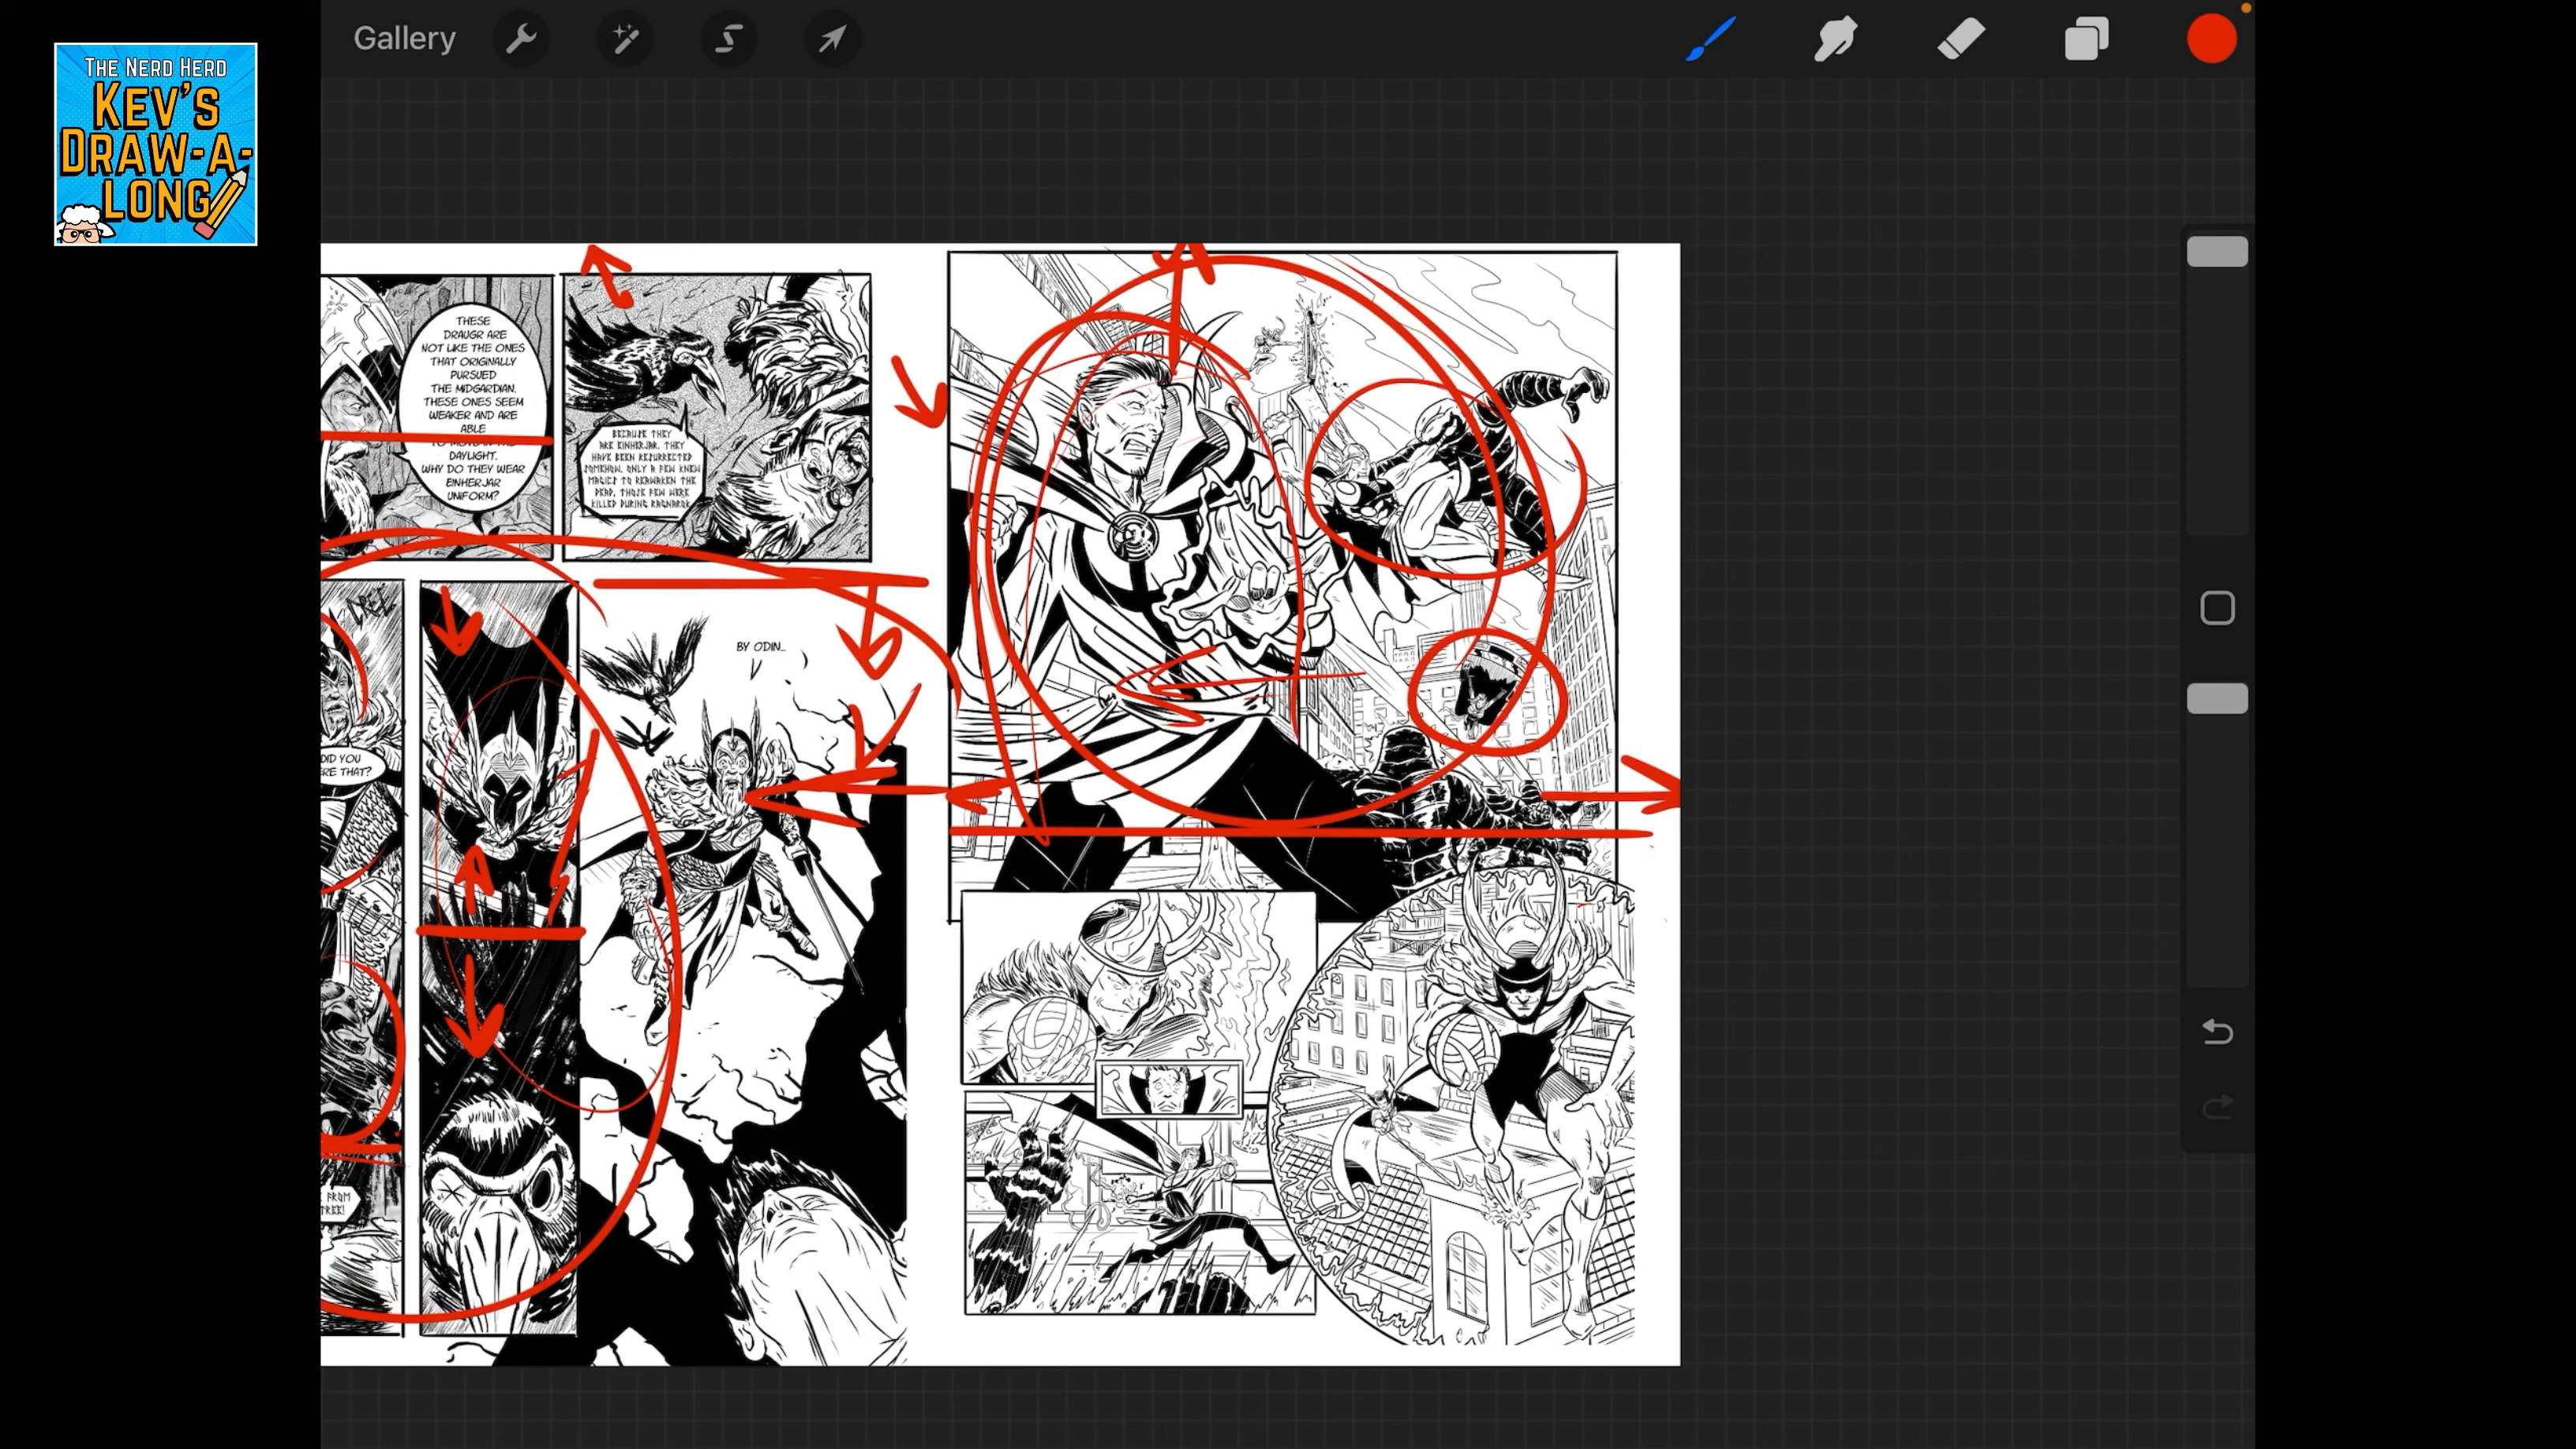 THE NERD HERD
KEV'S
DRAW-A-
LONG
Gallery
THESE
DRAUGR ARE
NOT LIKE THE ONES
THAT ORIGINALLY
PURSUED
THE MIDGARDIAN.
THESE ONES SEEM
WEAKER AND ARE
ABLE
DAYLIGHT.
WHY DO THEY WEAR
EINHERJAR
UNIFORM?
BECAUSE THEY
ARE EINHERJAR. THEY
HAVE BEEN RESURRECTED
SOMEHOW. ONLY A FEW KNEW
MAGICS TO REAWAKEN THE
DEAD. THOSE FEW WERE
KILLED DURING RAGNAROK
BY ODIN...
DID YOU
RE THAT?
FROM
TREE!